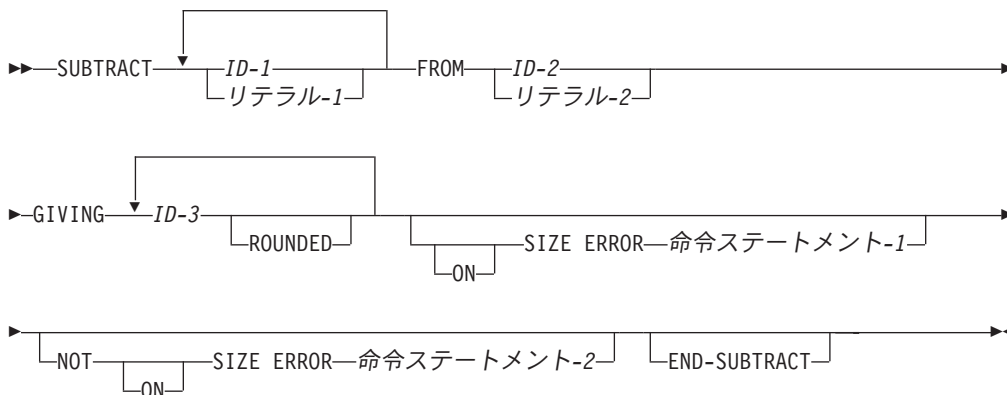 SUBTRACT ID-1 FROM ID-2
リテラル-1 リテラル-2
GIVING ID-3 SIZE ERROR 命令ステートメント-1
ROUNDED ON
NOT SIZE ERROR 命令ステートメント-2 END-SUBTRACT
ON